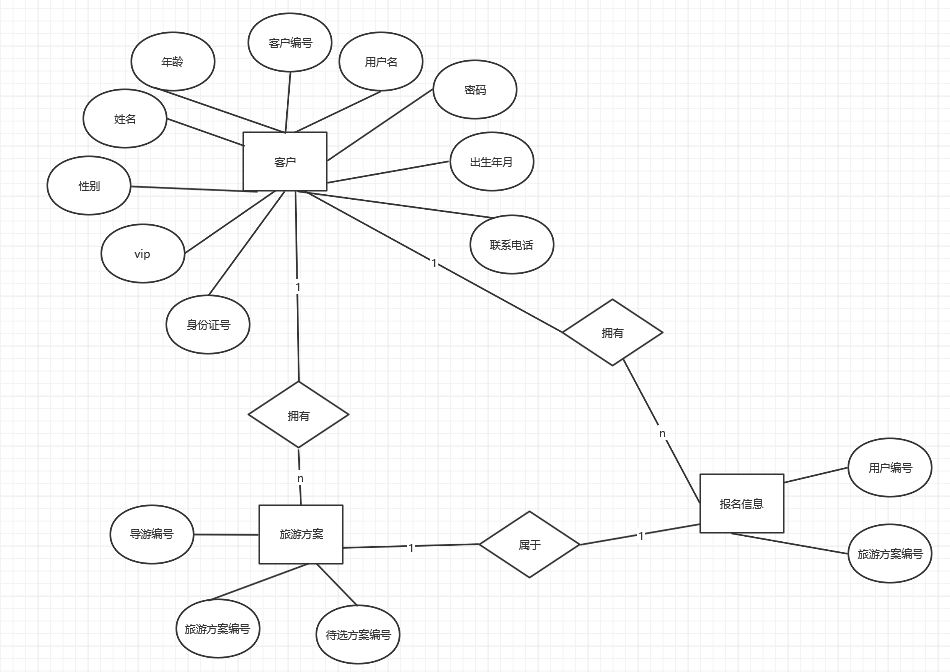 客户编号
年龄
用户名
密码
姓名
客户
出生年月
性别
联系电话
vip
1
1
身份证号
拥有
拥有
n
用户编号
n
报名信息
导游编号
旅游方案
1
属于
1
旅游方案编号
旅游方案编号
待选方案编号